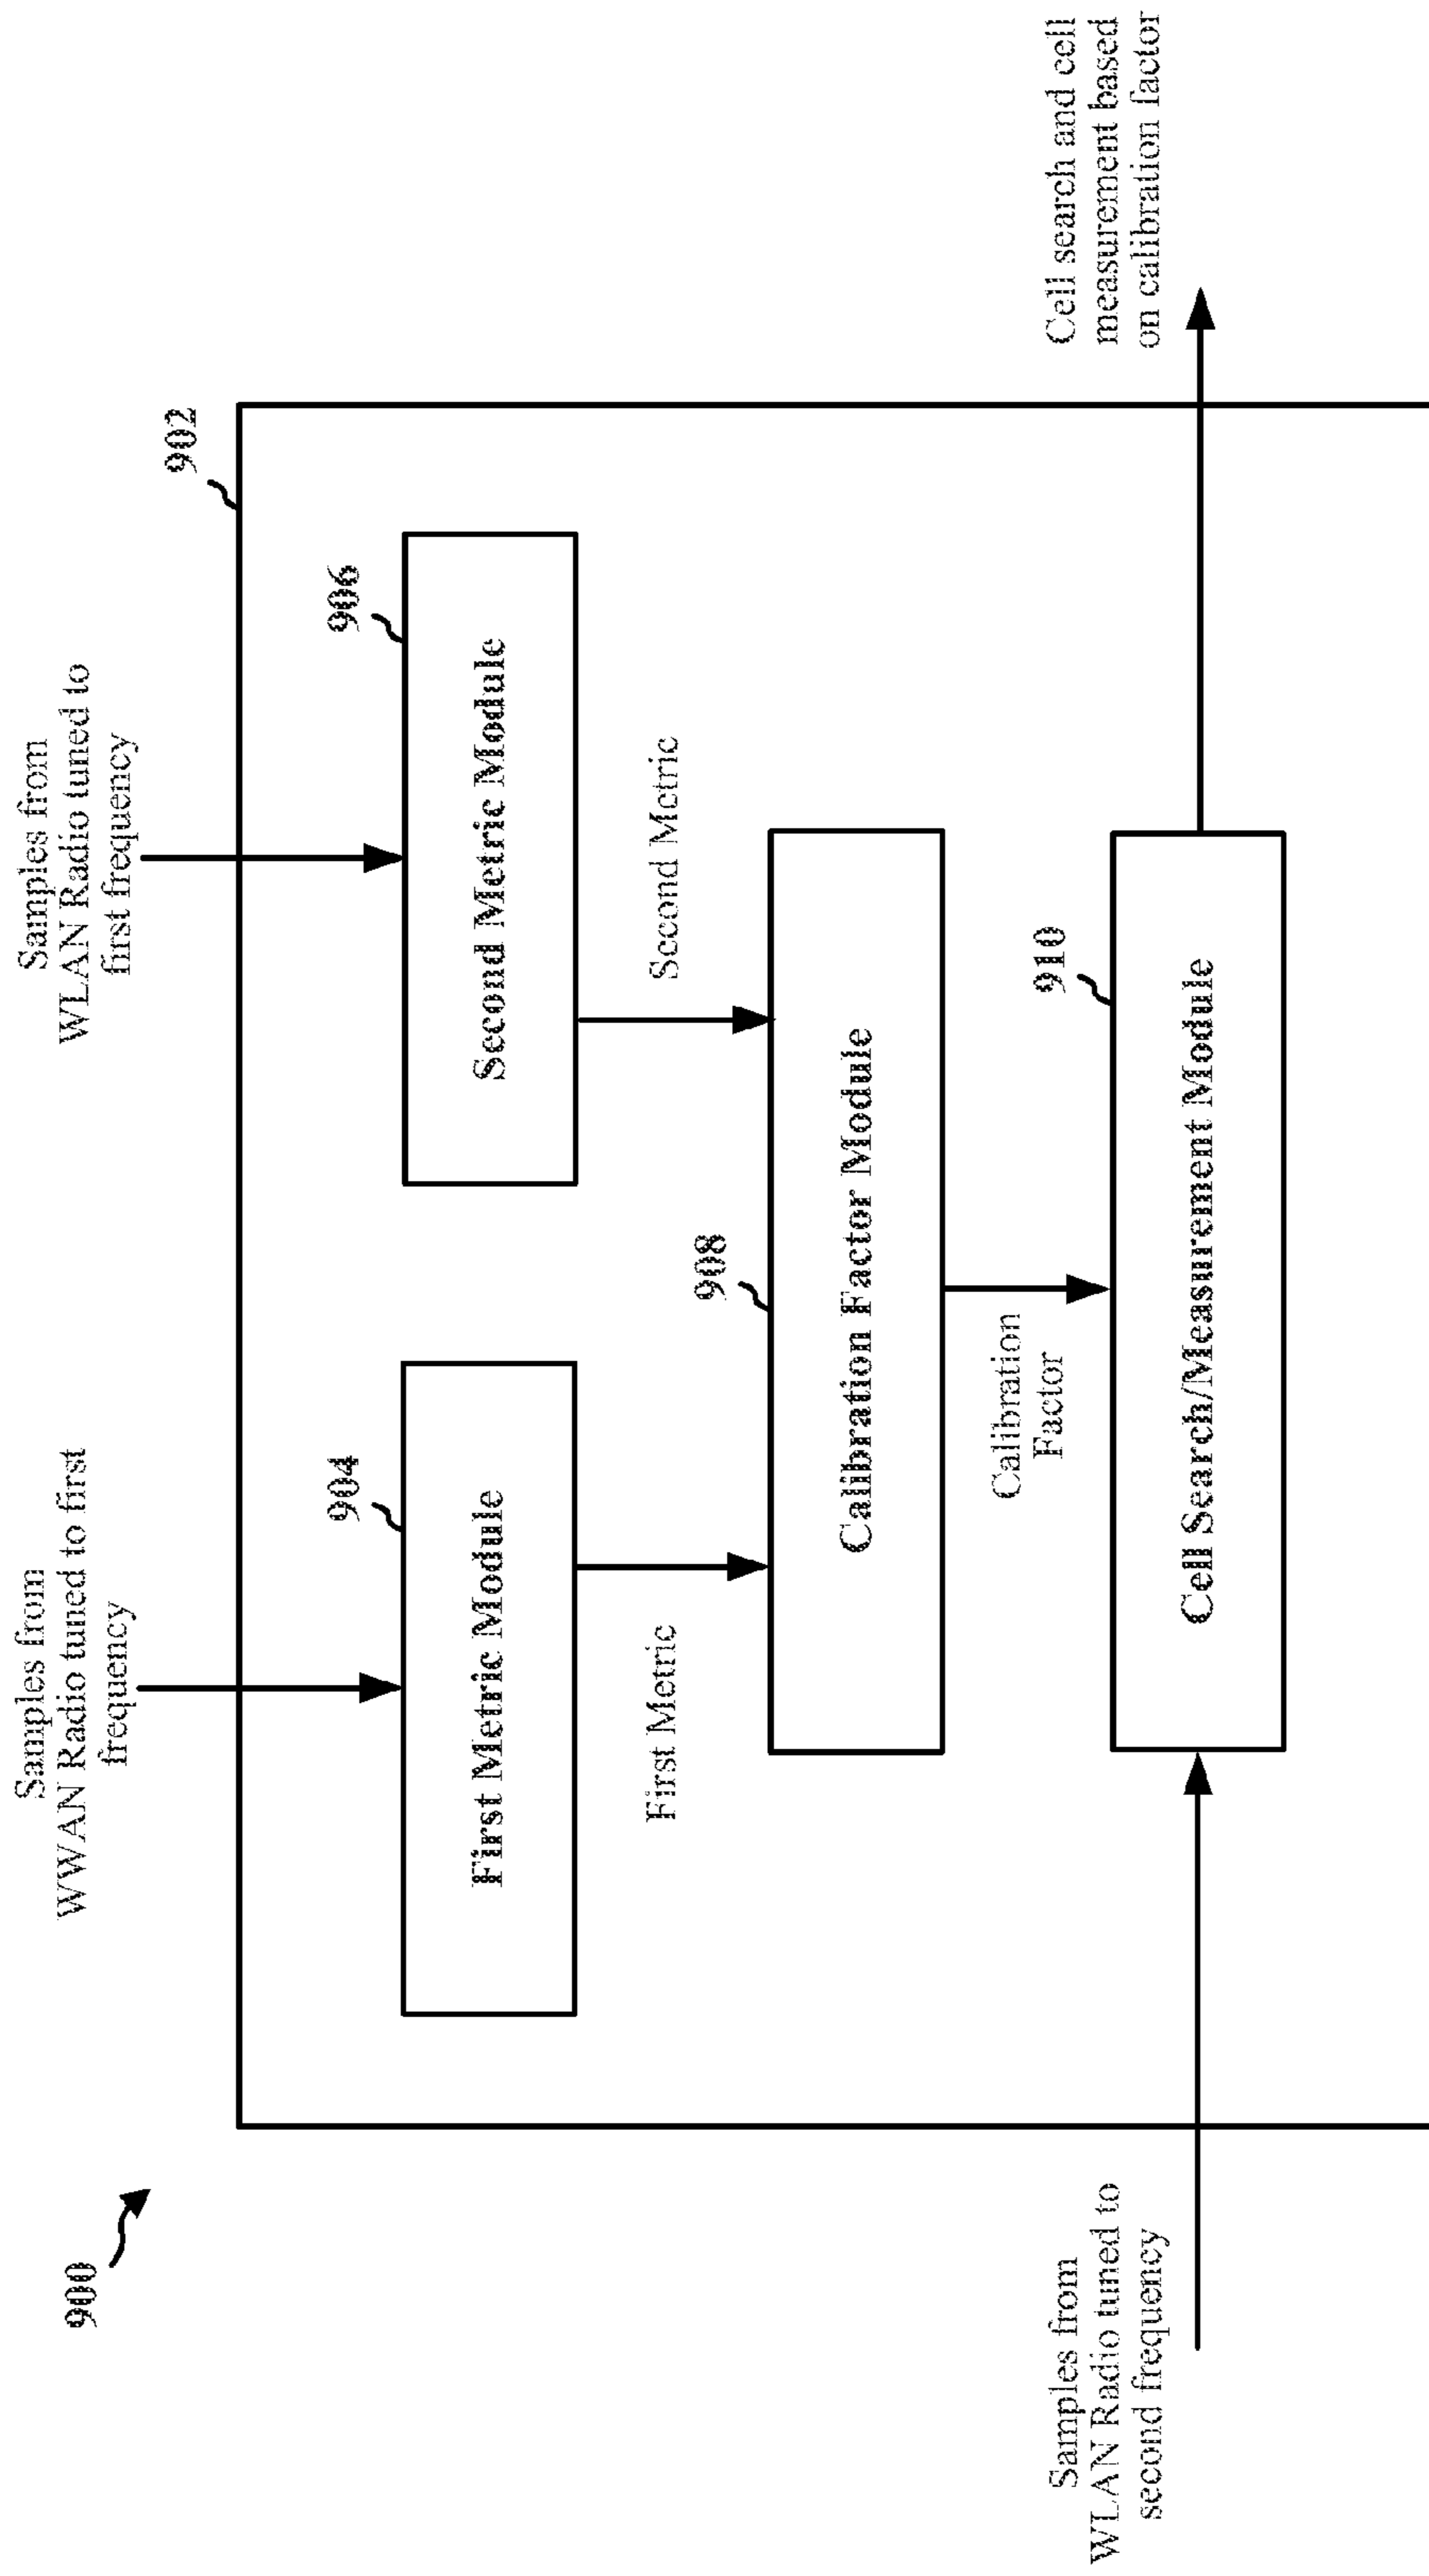 900
902
Samples from
WWAN Radio tuned to first
frequency
Samples from
WLAN Radio tuned to
first frequency
904
First Metric Module
906
Second Metric Module
First Metric
Second Metric
908
Calibration Factor Module
Calibration
Factor
910
Cell Search/Measurement Module
Samples from
WLAN Radio tuned to
second frequency
Cell search and cell
measurement based
on calibration factor